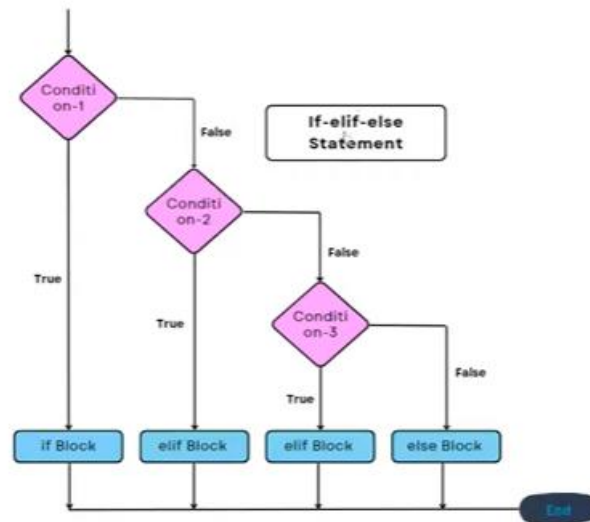 Conditi
on-1
False
If-elif-else
Statement
Conditi
on-2
False
True
True
Conditi
on-3
False
True
if Block
elif Block
elif Block
else Block
End